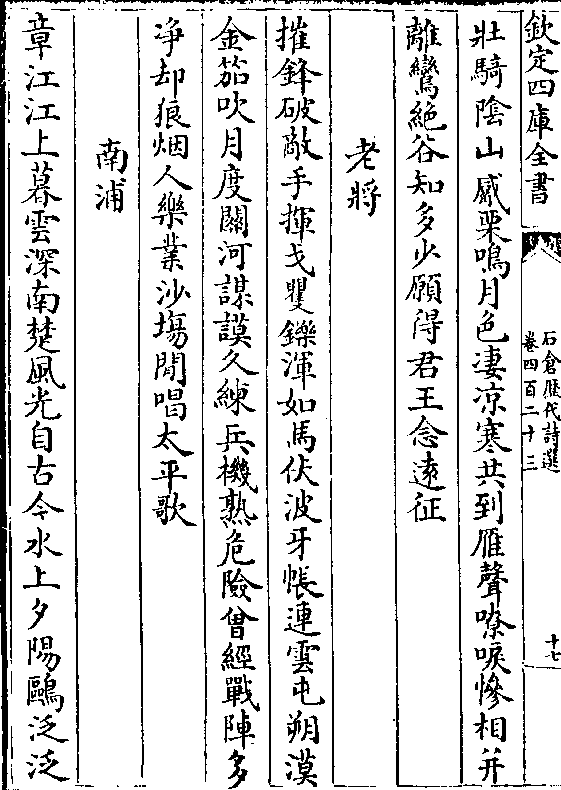 欽定四庫全書
石倉歷代詩選
卷四百二十三
十七
壯騎隂山感栗鳴月色凄凉寒共到雁聲嘹唳慘相并
離鸞絶谷知多少願得君王念遠征
老將
摧鋒破敵手揮戈矍鑠渾如馬伏波牙帳連雲屯朔漠
金笳吹月度關河謀謨久練兵機熟危險曾經戰陣多
净却狼烟人樂業沙塲閒唱太平歌
南浦
章江江上暮雲深南楚風光自古今水上夕陽鷗泛泛